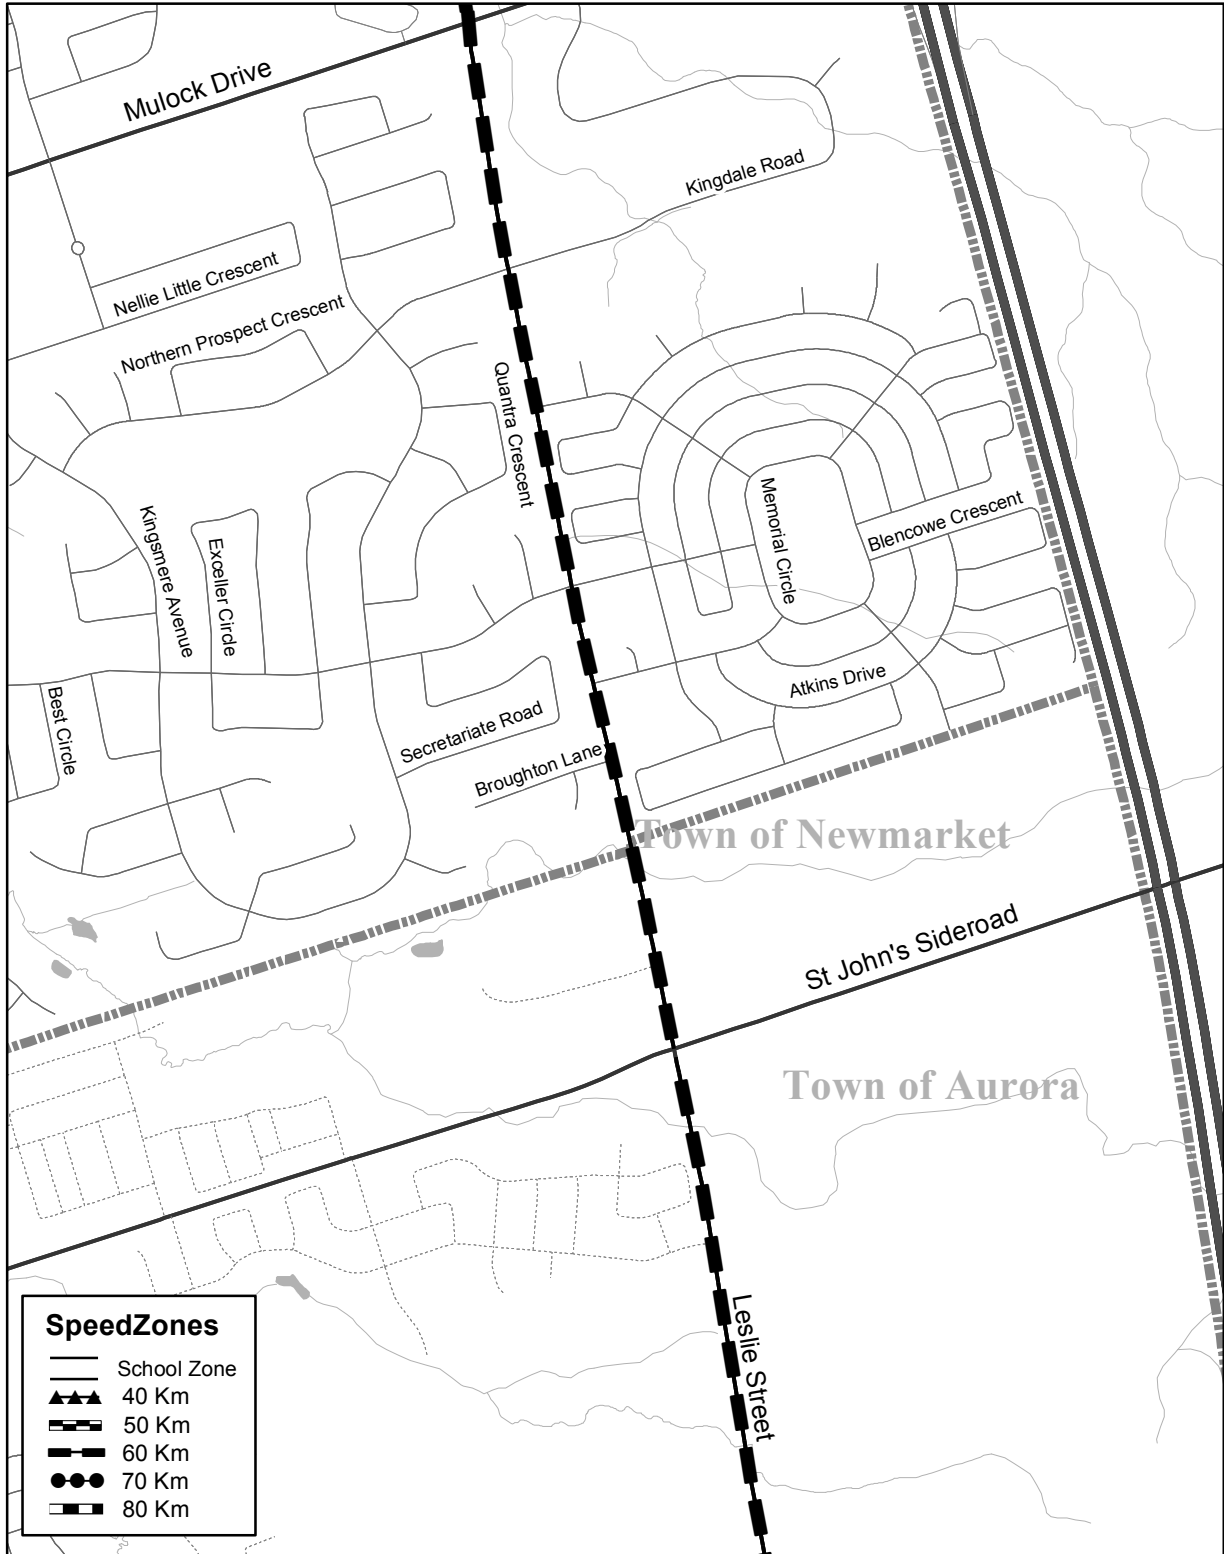 Mulock Drive
Kingdale Road
Nellie Little Crescent
Northern Prospect Crescent
Quantra Crescent
Kingsmere Avenue
Exceller Circle
Memorial Circle
Blencowe Crescent
Best Circle
Atkins Drive
Secretariate Road
Broughton Lane
Town of Newmarket
St John's Sideroad
Town of Aurora
Leslie Street
SpeedZones
School Zone
40 Km
50 Km
60 Km
70 Km
80 Km